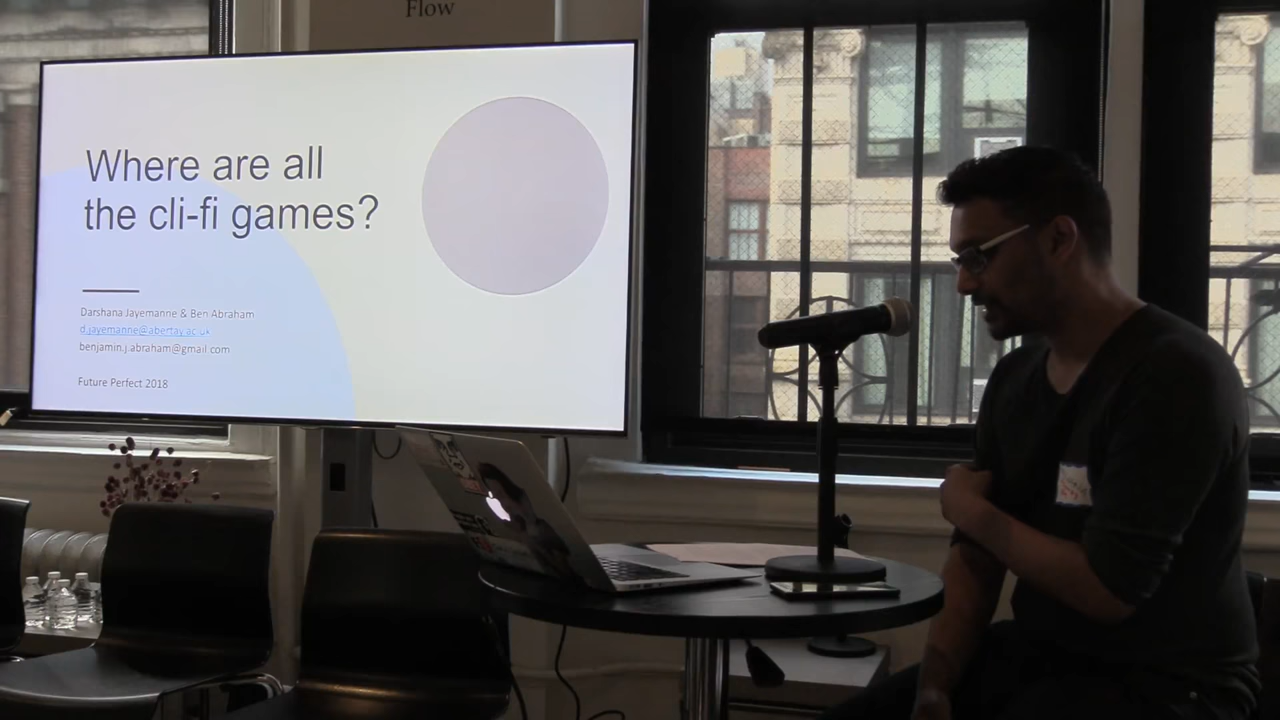 Flow
Where are all
the cli-fi games?
Darshana Jayemanne & Ben Abraham
d.jayemanne@abertay.ac.uk
benjamin.j.abraham@gmail.com
Future Perfect 2018